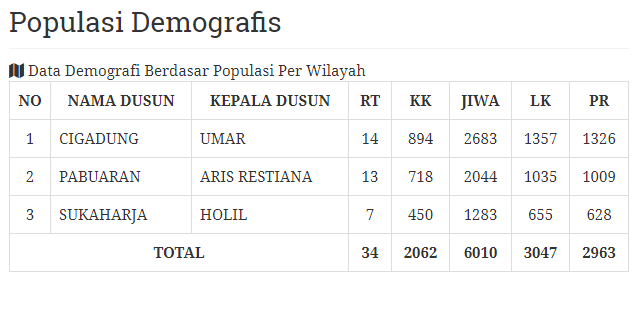 Populasi Demografis
Data Demografi Berdasar Populasi Per Wilayah
NO NAMA DUSUN KEPALA DUSUN RT KK JIWA LK PR
1 CIGADUNG UMAR 14 894 2683 1357 1326
2 PABUARAN ARIS RESTIANA 13 718 2044 1035 1009
3 SUKAHARJA HOLIL 7 450 1283 655 628
TOTAL 34 2062 6010 3047 2963